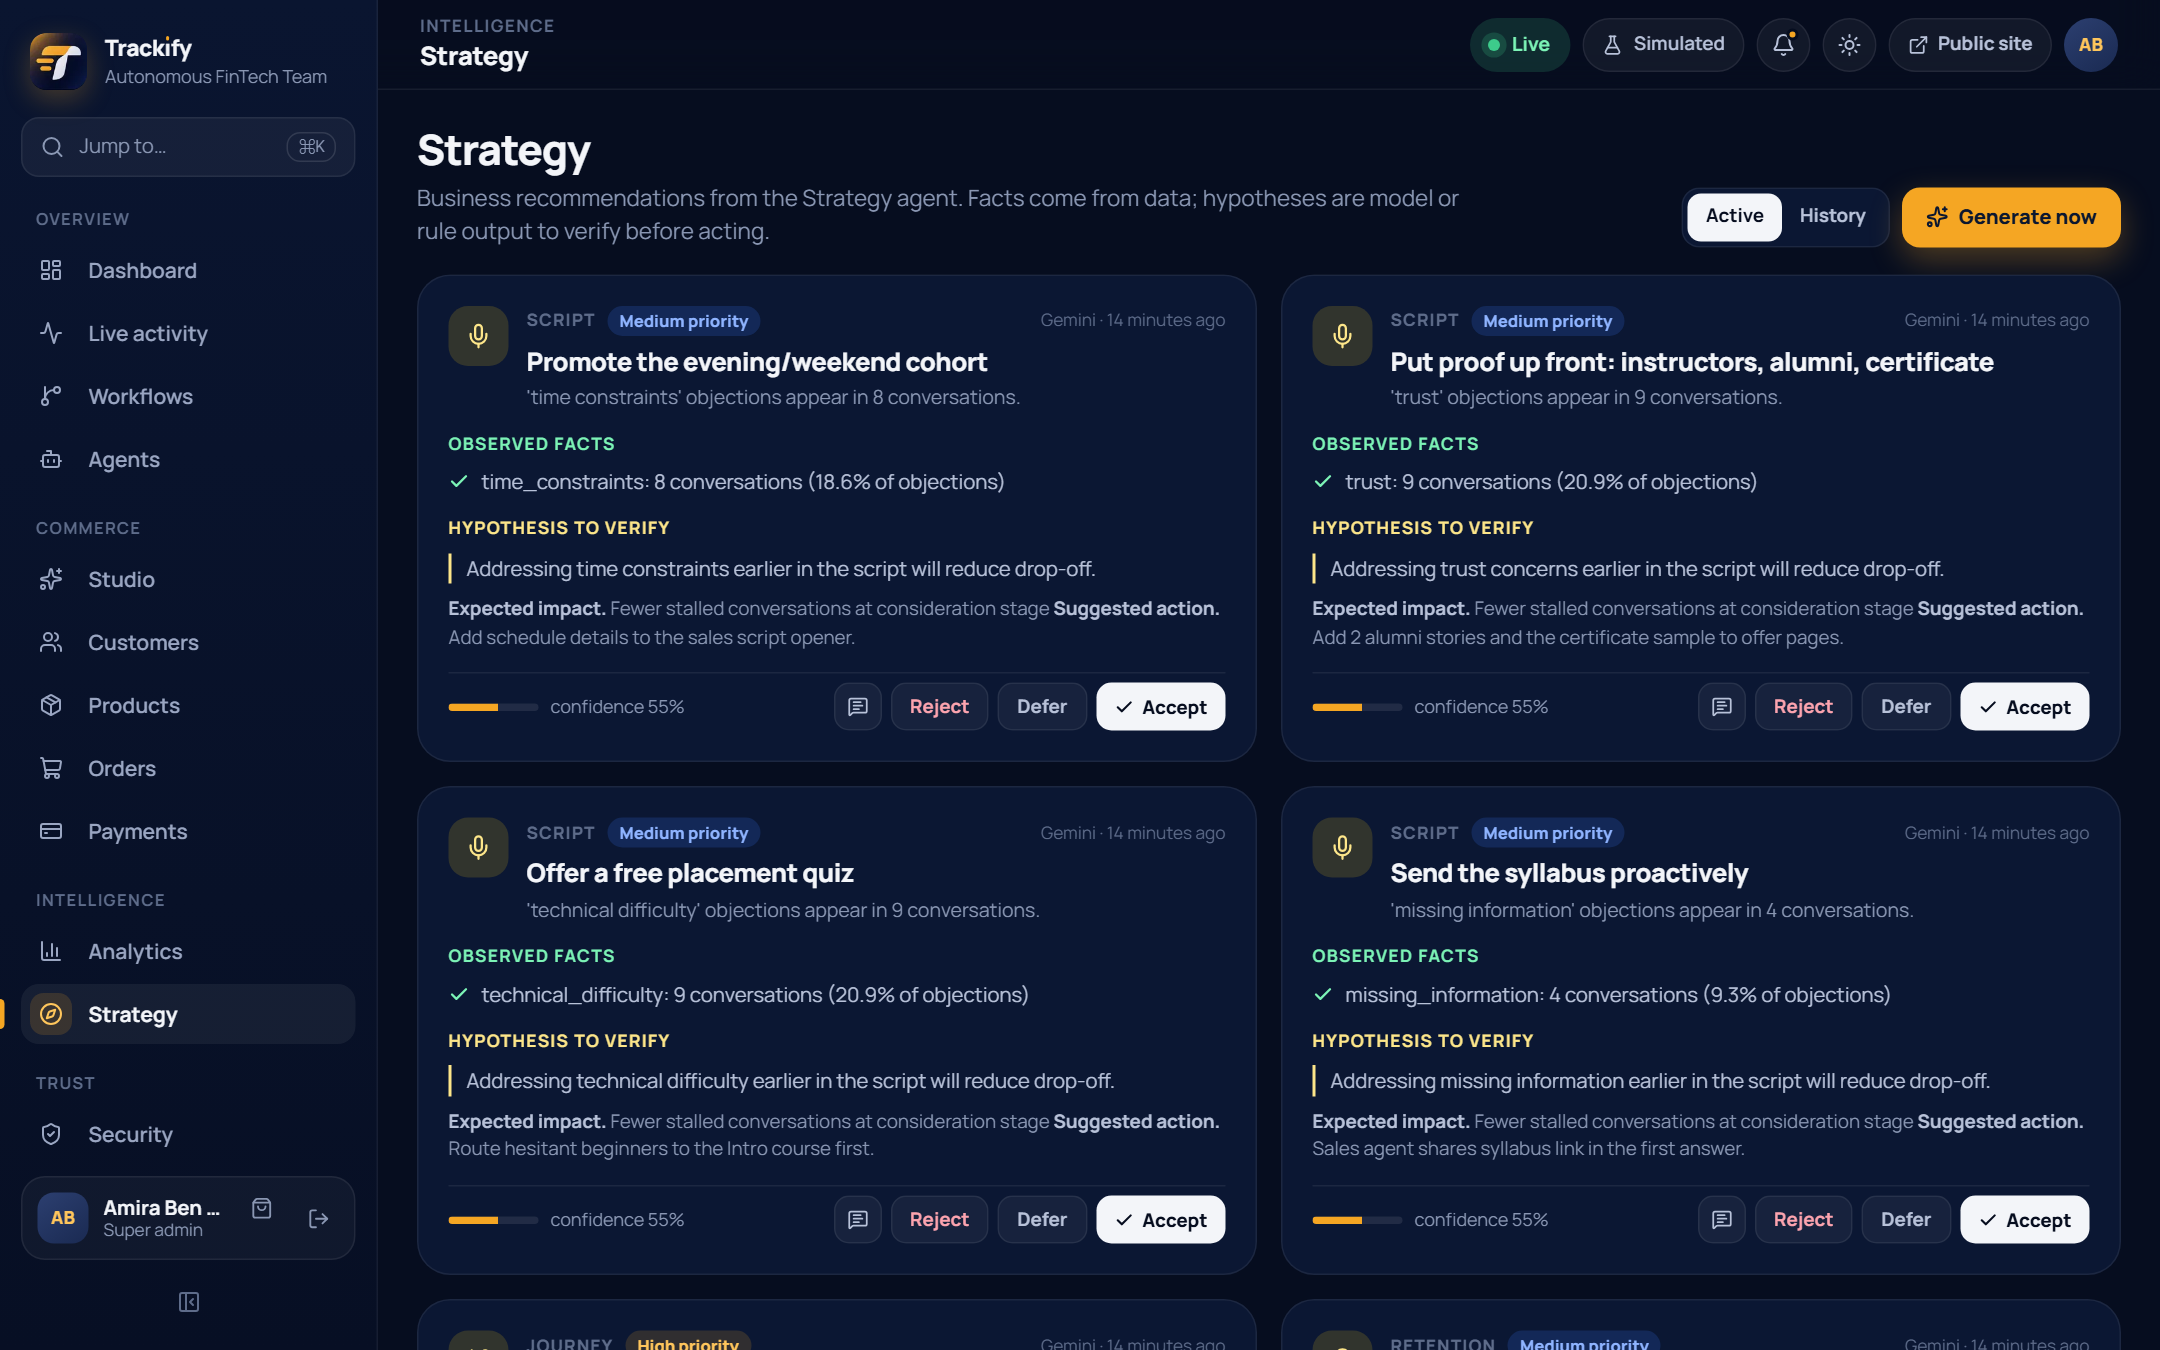 Trackify
Autonomous FinTech Team
Jump to...
⌘K
OVERVIEW
Dashboard
Live activity
Workflows
Agents
COMMERCE
Studio
Customers
Products
Orders
Payments
INTELLIGENCE
Analytics
Strategy
TRUST
Security
AB
Amira Ben ...
Super admin
INTELLIGENCE
Strategy
Live
Simulated
Public site
AB
Strategy
Business recommendations from the Strategy agent. Facts come from data; hypotheses are model or
rule output to verify before acting.
Active
History
Generate now
SCRIPT
Medium priority
Gemini · 14 minutes ago
Promote the evening/weekend cohort
'time constraints' objections appear in 8 conversations.
OBSERVED FACTS
time_constraints: 8 conversations (18.6% of objections)
HYPOTHESIS TO VERIFY
Addressing time constraints earlier in the script will reduce drop-off.
Expected impact. Fewer stalled conversations at consideration stage Suggested action.
Add schedule details to the sales script opener.
confidence 55%
Reject
Defer
Accept
SCRIPT
Medium priority
Gemini · 14 minutes ago
Put proof up front: instructors, alumni, certificate
'trust' objections appear in 9 conversations.
OBSERVED FACTS
trust: 9 conversations (20.9% of objections)
HYPOTHESIS TO VERIFY
Addressing trust concerns earlier in the script will reduce drop-off.
Expected impact. Fewer stalled conversations at consideration stage Suggested action.
Add 2 alumni stories and the certificate sample to offer pages.
confidence 55%
Reject
Defer
Accept
SCRIPT
Medium priority
Gemini · 14 minutes ago
Offer a free placement quiz
'technical difficulty' objections appear in 9 conversations.
OBSERVED FACTS
technical_difficulty: 9 conversations (20.9% of objections)
HYPOTHESIS TO VERIFY
Addressing technical difficulty earlier in the script will reduce drop-off.
Expected impact. Fewer stalled conversations at consideration stage Suggested action.
Route hesitant beginners to the Intro course first.
confidence 55%
Reject
Defer
Accept
SCRIPT
Medium priority
Gemini · 14 minutes ago
Send the syllabus proactively
'missing information' objections appear in 4 conversations.
OBSERVED FACTS
missing_information: 4 conversations (9.3% of objections)
HYPOTHESIS TO VERIFY
Addressing missing information earlier in the script will reduce drop-off.
Expected impact. Fewer stalled conversations at consideration stage Suggested action.
Sales agent shares syllabus link in the first answer.
confidence 55%
Reject
Defer
Accept
JOURNEY
High priority
Gemini · 14 minutes ago
RETENTION
Medium priority
Gemini · 14 minutes ago